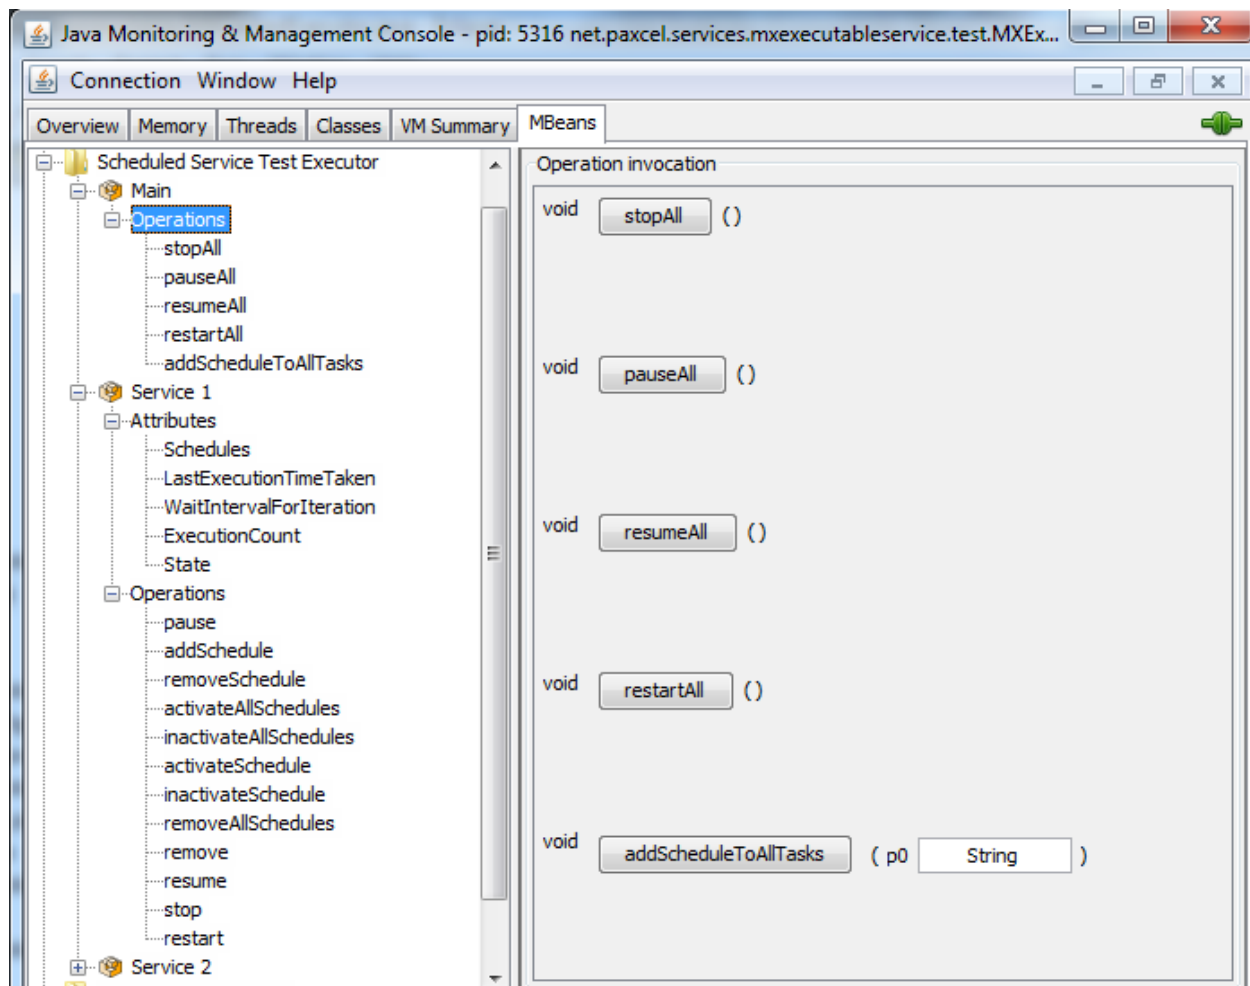 Java Monitoring & Management Console - pid: 5316 net.paxcel.services.mxexecutableservice.test.MXEx...
Connection Window Help
Overview Memory Threads Classes VM Summary MBeans
Scheduled Service Test Executor
Main
Operations
stopAll
pauseAll
resumeAll
restartAll
addScheduleToAllTasks
Service 1
Attributes
Schedules
LastExecutionTimeTaken
WaitIntervalForIteration
ExecutionCount
State
Operations
pause
addSchedule
removeSchedule
activateAllSchedules
inactivateAllSchedules
activateSchedule
inactivateSchedule
removeAllSchedules
remove
resume
stop
restart
Service 2
Operation invocation
void stopAll ()
void pauseAll ()
void resumeAll ()
void restartAll ()
void addScheduleToAllTasks ( p0 String )